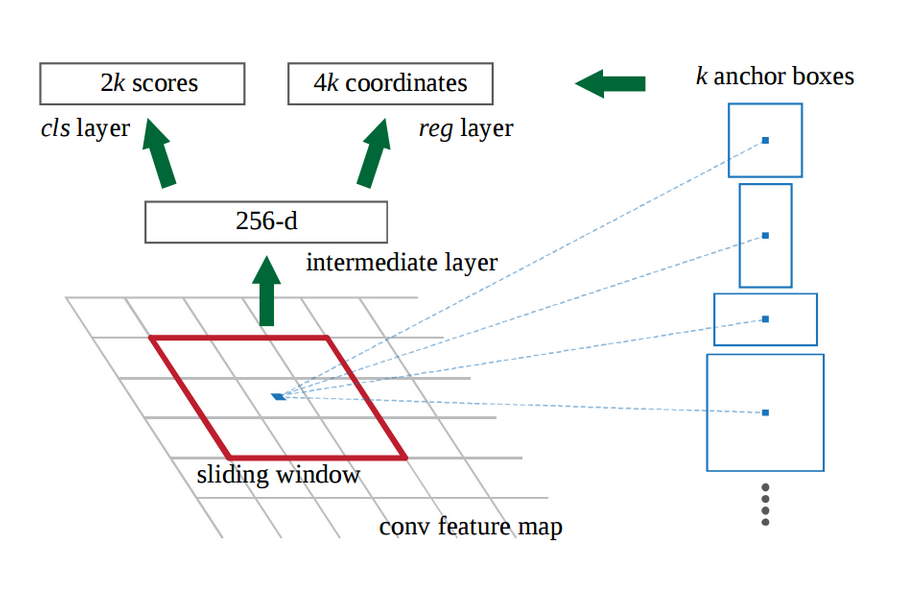 2k scores
4k coordinates
k anchor boxes
cls layer
reg layer
256-d
intermediate layer
sliding window
conv feature map